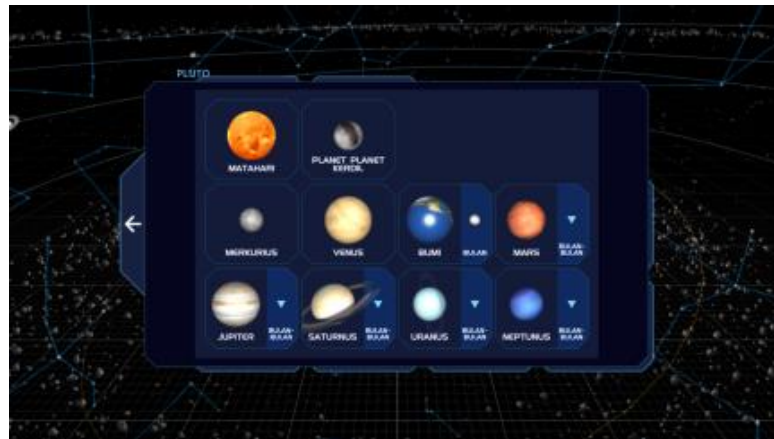 PLUTO
MATAHARI
PLANET PLANET
KERDIL
MERKURIUS
VENUS
BUMI
BULAN
MARS
BULAN-
BULAN
JUPITER
BULAN-
BULAN
SATURNUS
BULAN-
BULAN
URANUS
BULAN-
BULAN
NEPTUNUS
BULAN-
BULAN